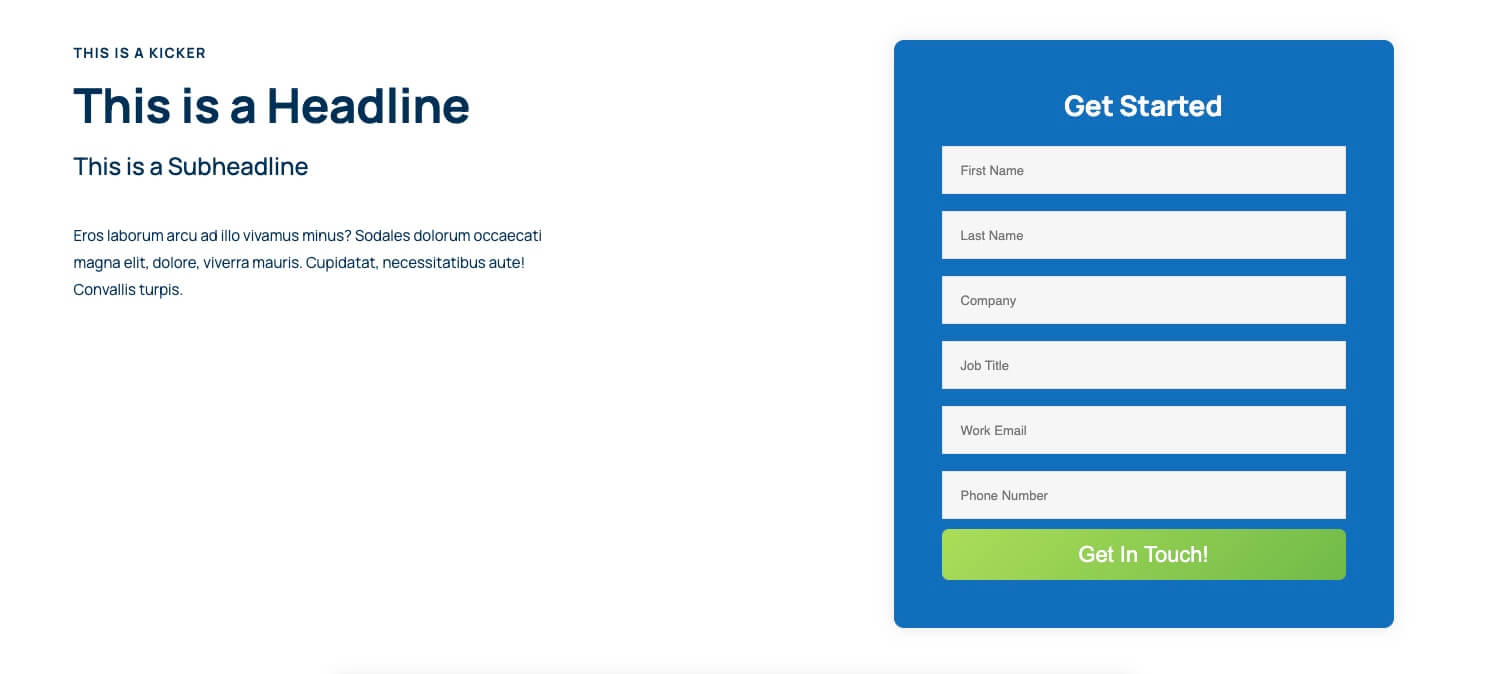 THIS IS A KICKER
This is a Headline
This is a Subheadline
Eros laborum arcu ad illo vivamus minus? Sodales dolorum occaecati
magna elit, dolore, viverra mauris. Cupidatat, necessitatibus aute!
Convallis turpis.
Get Started
First Name
Last Name
Company
Job Title
Work Email
Phone Number
Get In Touch!